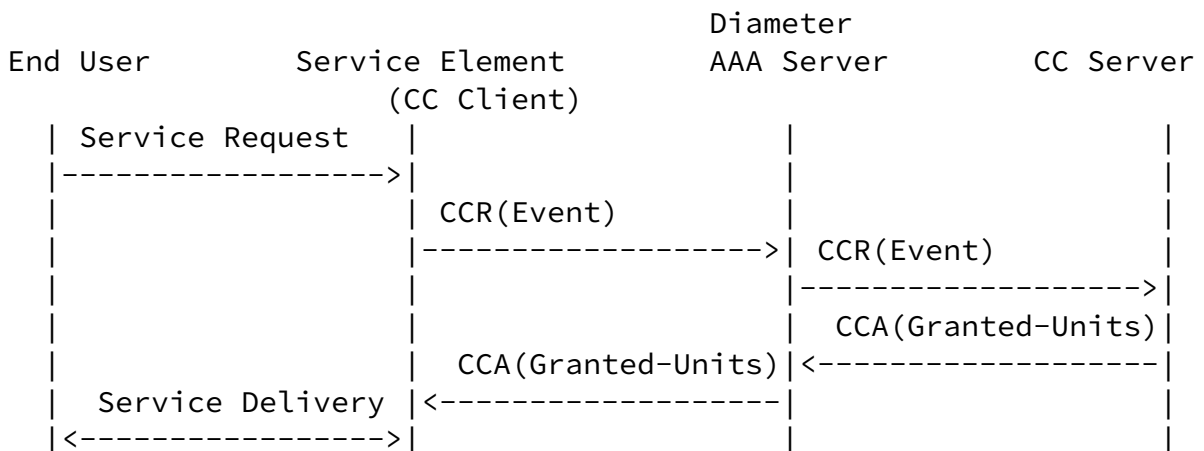 Diameter
End User Service Element AAA Server CC Server
(CC Client)
Service Request
CCR(Event)
CCR(Event)
CCA(Granted-Units)
CCA(Granted-Units)
Service Delivery